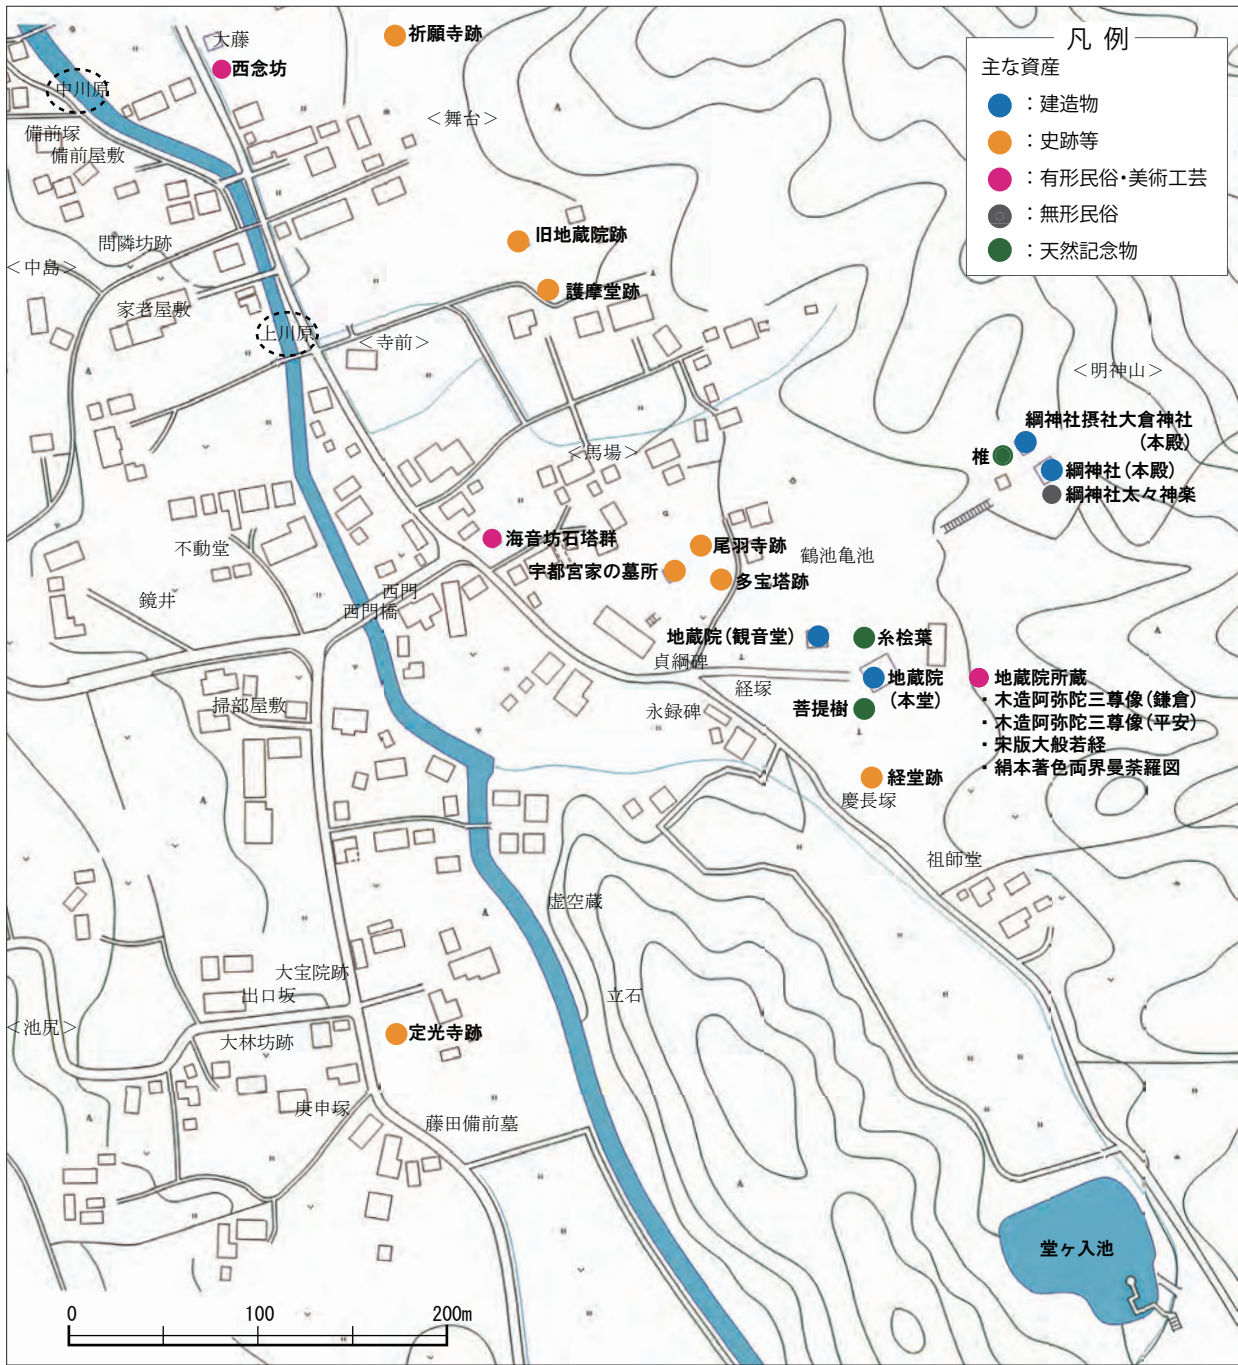 凡 例
主な資産
：建造物
：史跡等
：有形民俗・美術工芸
：無形民俗
：天然記念物
大藤
西念坊
祈願寺跡
中川原
＜舞台＞
備前塚
備前屋敷
旧地蔵院跡
問隣坊跡
＜中島＞
護摩堂跡
家老屋敷
上川原
＜寺前＞
＜明神山＞
綱神社摂社大倉神社
（本殿）
椎
綱神社（本殿）
綱神社太々神楽
＜馬場＞
海音坊石塔群
不動堂
尾羽寺跡
鶴池亀池
宇都宮家の墓所
多宝塔跡
西門
鏡井
西門橋
地蔵院（観音堂）
糸桧葉
貞綱碑
経塚
地蔵院
（本堂）
地蔵院所蔵
・木造阿弥陀三尊像（鎌倉）
・木造阿弥陀三尊像（平安）
・宋版大般若経
・絹本著色両界曼荼羅図
掃部屋敷
永録碑
菩提樹
経堂跡
慶長塚
祖師堂
虚空蔵
大宝院跡
出口坂
立石
＜池尻＞
大林坊跡
定光寺跡
庚申塚
藤田備前墓
堂ヶ入池
0 100 200m